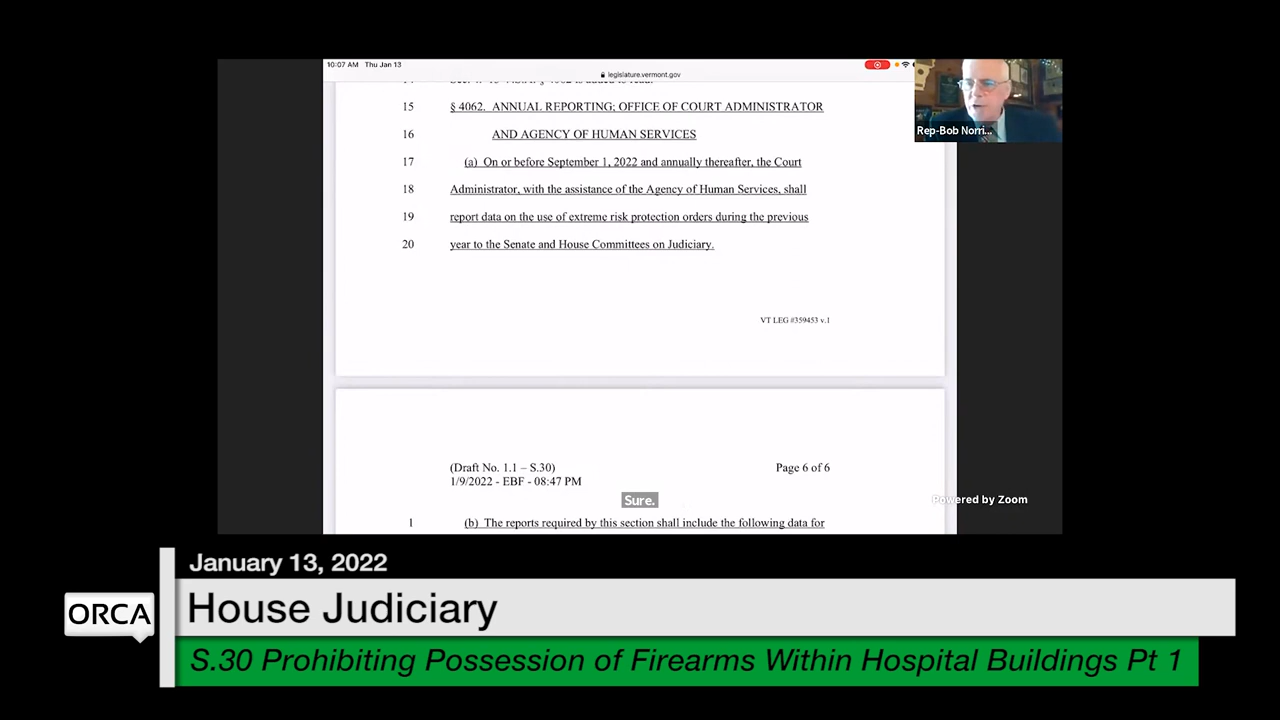 10:07 AM Thu Jan 13
legislature.vermont.gov
15 § 4062. ANNUAL REPORTING; OFFICE OF COURT ADMINISTRATOR
16 AND AGENCY OF HUMAN SERVICES
17 (a) On or before September 1, 2022 and annually thereafter, the Court
18 Administrator, with the assistance of the Agency of Human Services, shall
19 report data on the use of extreme risk protection orders during the previous
20 year to the Senate and House Committees on Judiciary.
VT LEG #359453 v.1
Rep-Bob Norri...
(Draft No. 1.1 – S.30) Page 6 of 6
1/9/2022 - EBF - 08:47 PM
Sure.
Powered by Zoom
1 (b) The reports required by this section shall include the following data for
January 13, 2022
ORCA
House Judiciary
S.30 Prohibiting Possession of Firearms Within Hospital Buildings Pt 1